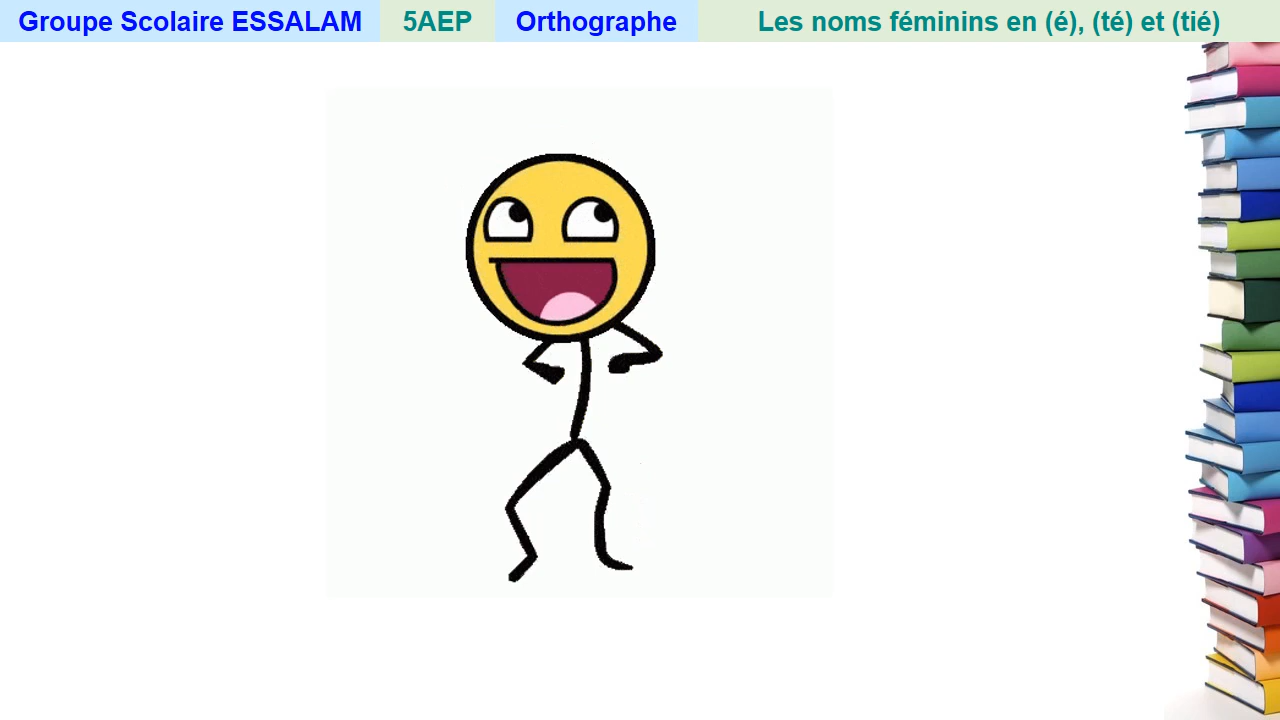 Groupe Scolaire ESSALAM 5AEP Orthographe Les noms féminins en (é), (té) et (tié)